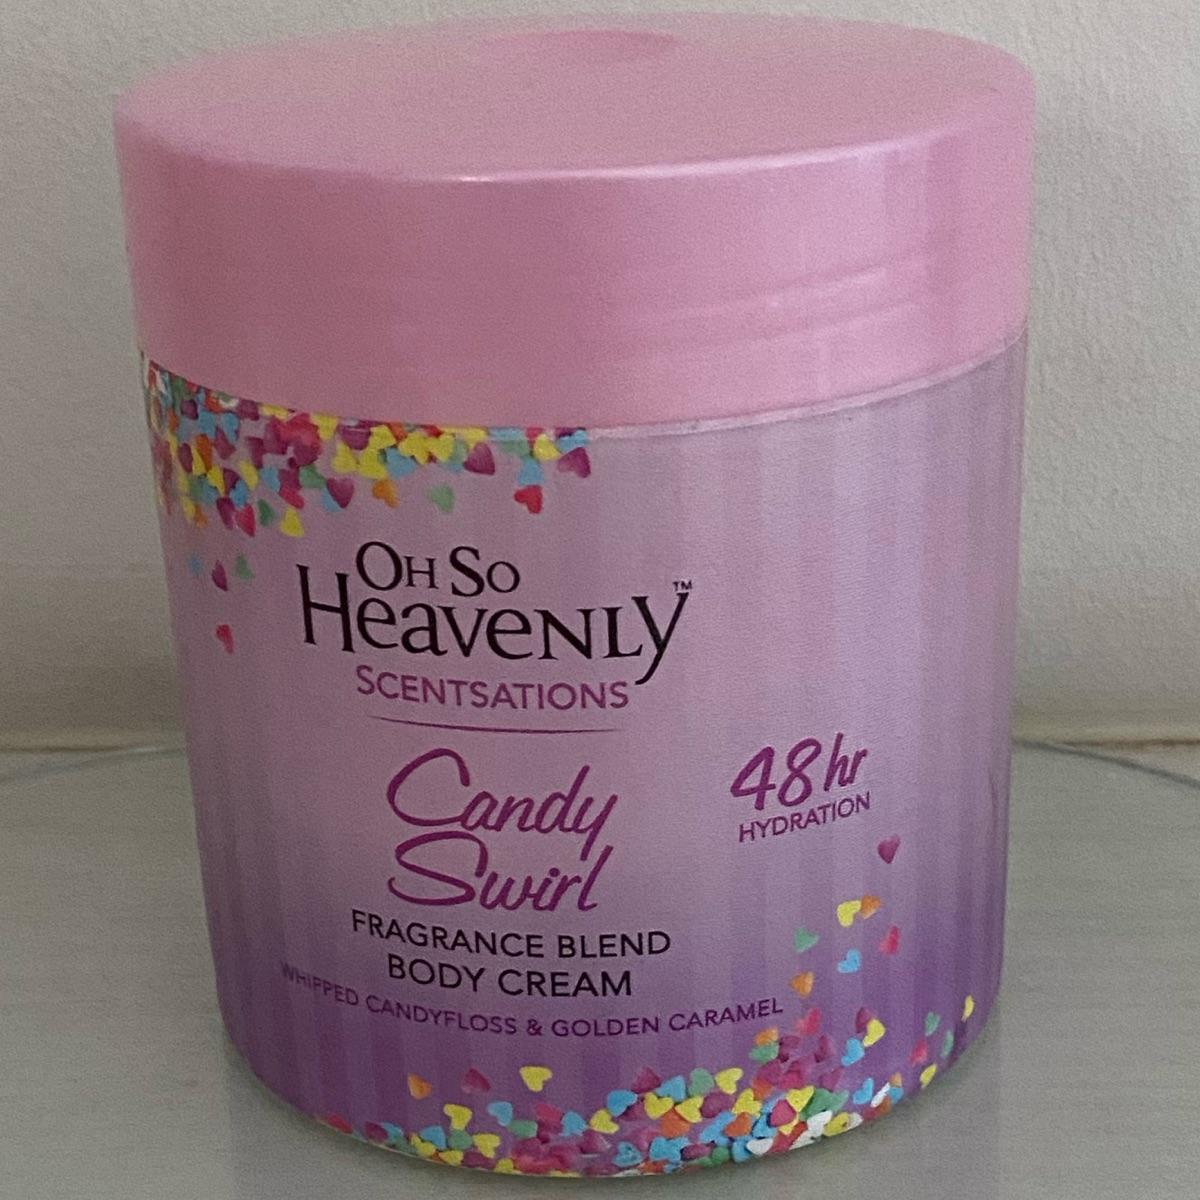 OH SO
HEAVENLY™
SCENTSATIONS
Candy
Swirl
FRAGRANCE BLEND
BODY CREAM
WHIPPED CANDYFLOSS & GOLDEN CARAMEL
48hr
HYDRATION